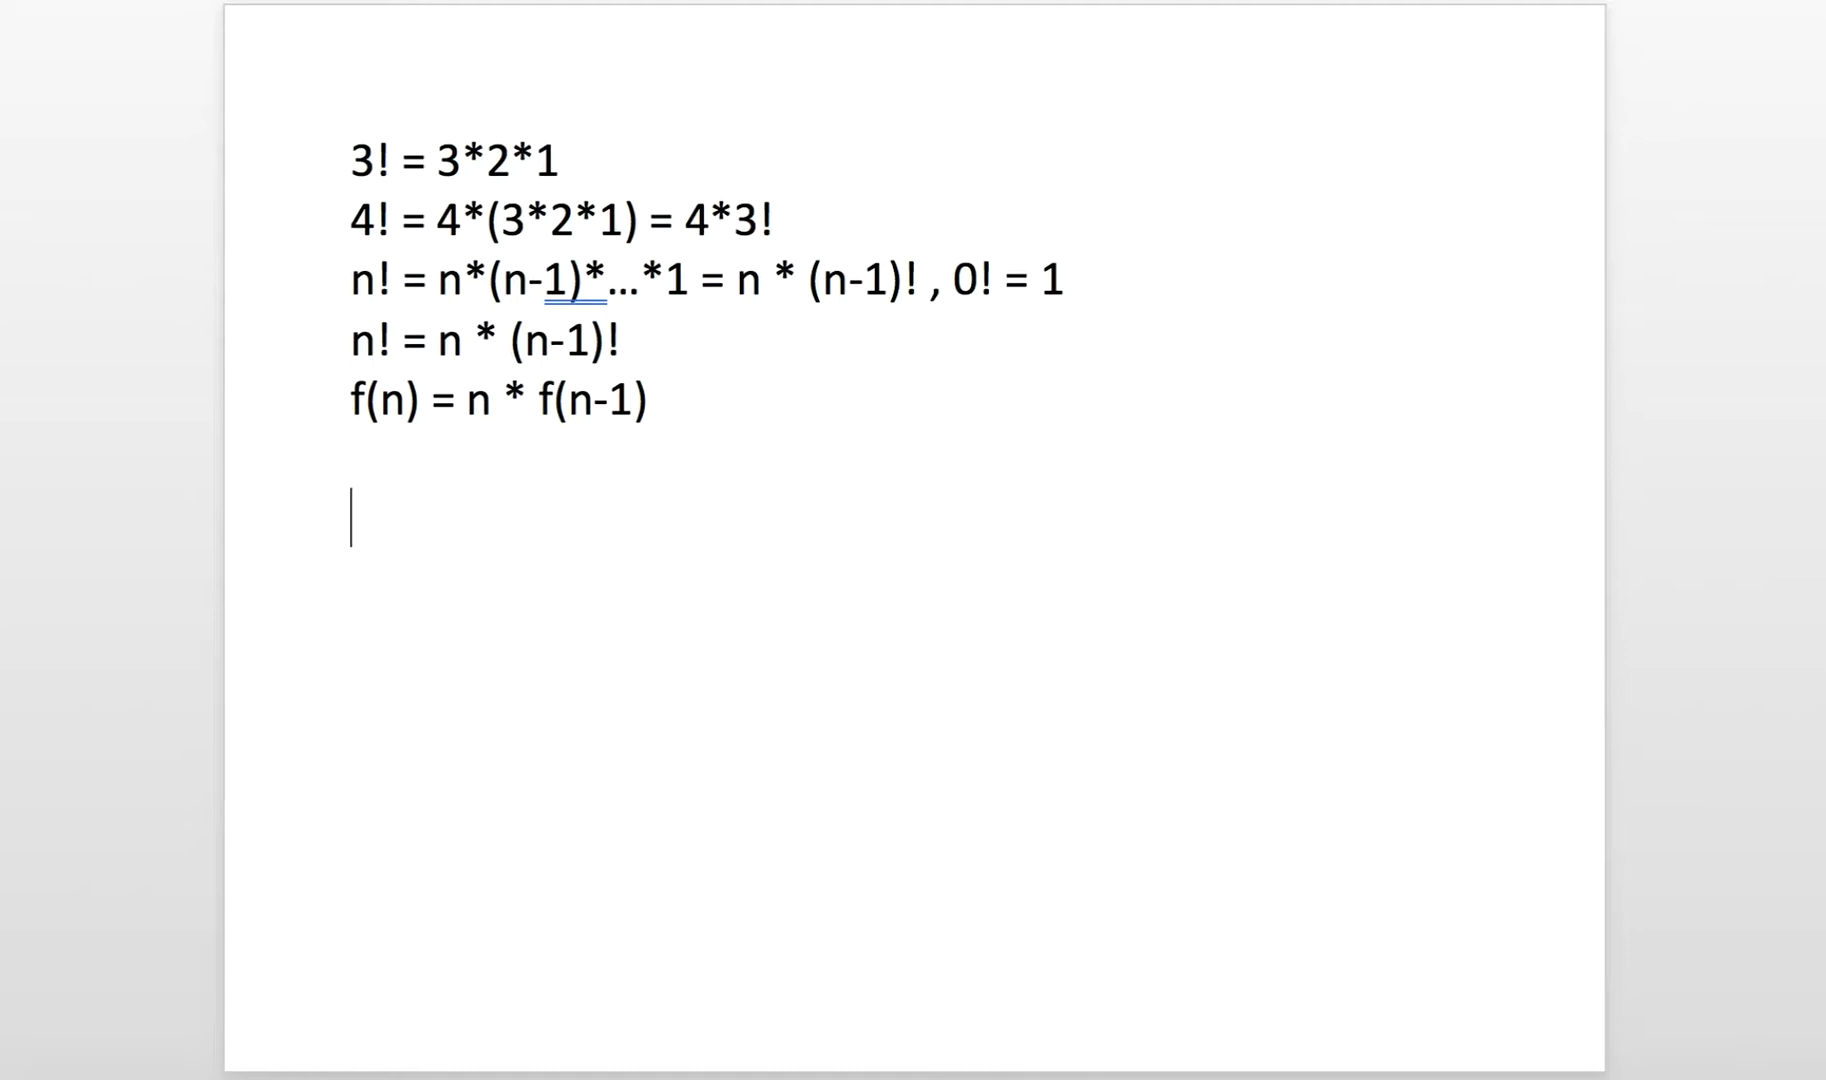 3! = 3*2*1
4! = 4*(3*2*1) = 4*3!
n! = n*(n-1)*...*1 = n * (n-1)! , 0! = 1
n! = n * (n-1)!
f(n) = n * f(n-1)